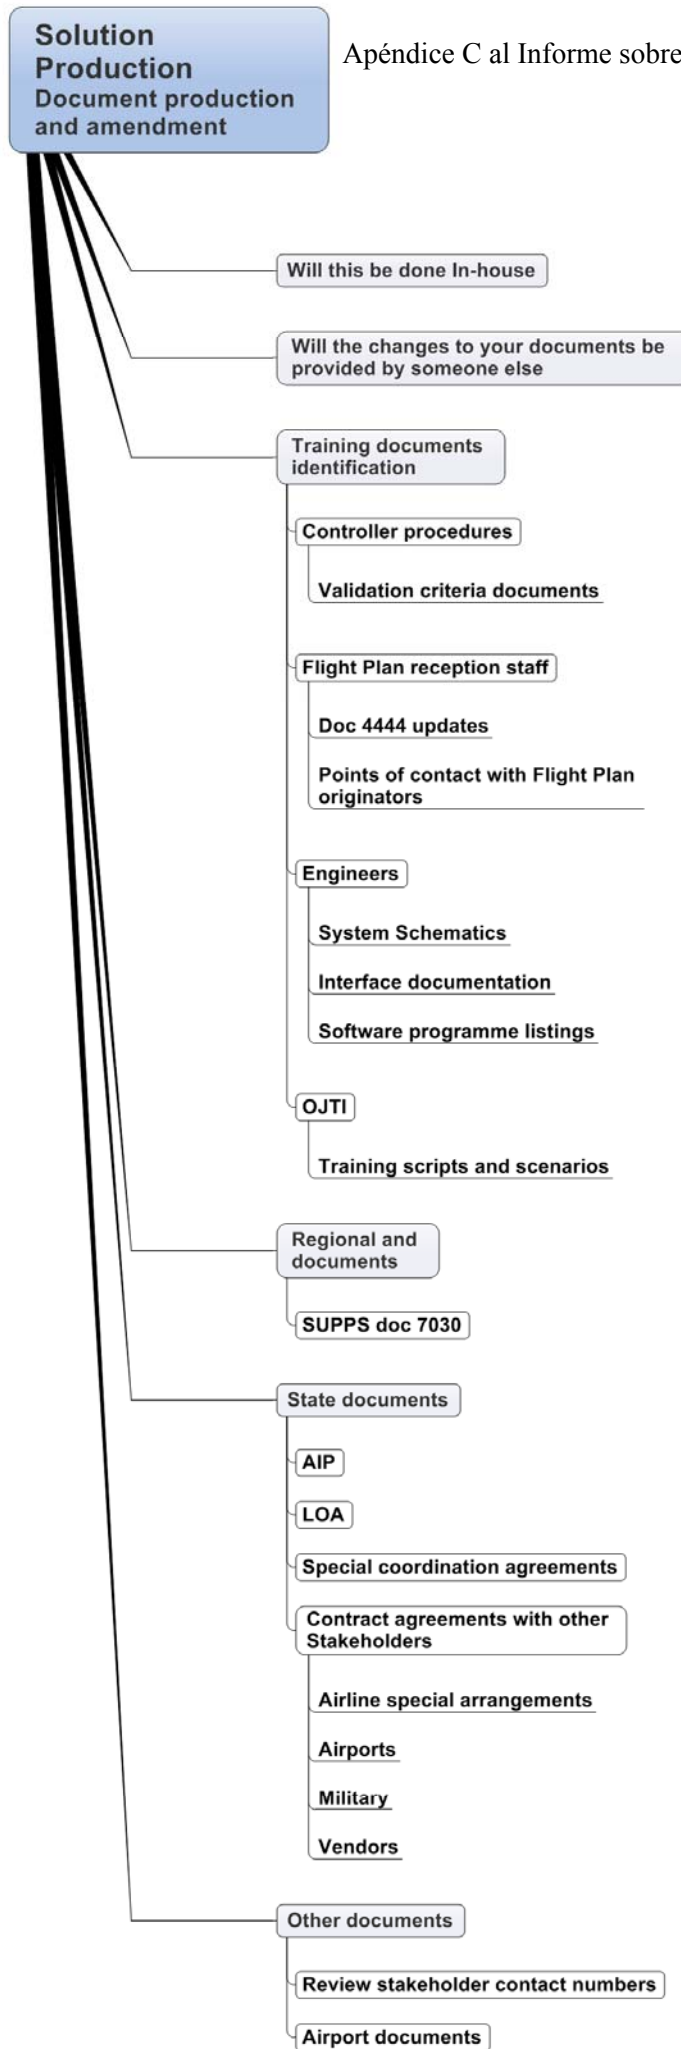 Solution
Production
Document production
and amendment
Apéndice C al Informe sobre
Will this be done In-house
Will the changes to your documents be
provided by someone else
Training documents
identification
Controller procedures
Validation criteria documents
Flight Plan reception staff
Doc 4444 updates
Points of contact with Flight Plan
originators
Engineers
System Schematics
Interface documentation
Software programme listings
OJTI
Training scripts and scenarios
Regional and
documents
SUPPS doc 7030
State documents
AIP
LOA
Special coordination agreements
Contract agreements with other
Stakeholders
Airline special arrangements
Airports
Military
Vendors
Other documents
Review stakeholder contact numbers
Airport documents